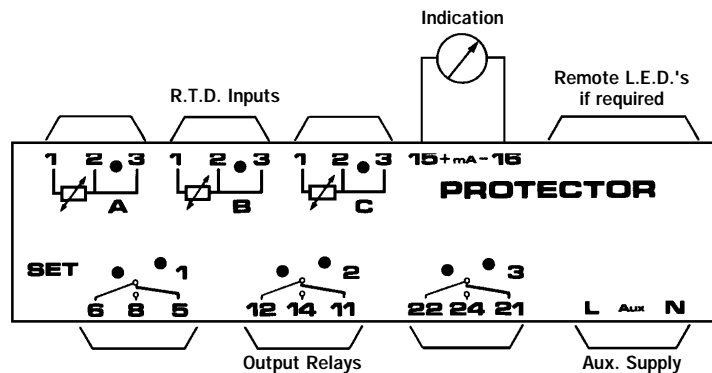 Indication
R.T.D. Inputs
Remote L.E.D.'s
if required
1 2 3 1 2 3 1 2 3 15 + mA - 16
A B C PROTECTOR
SET 1 2 3
6 8 5 12 14 11 22 24 21 L Aux N
Output Relays Aux. Supply